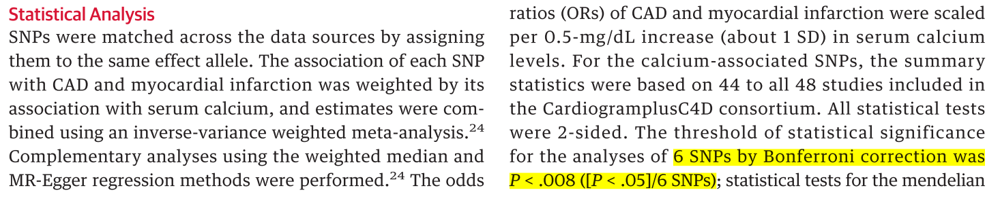 Statistical Analysis
SNPs were matched across the data sources by assigning
them to the same effect allele. The association of each SNP
with CAD and myocardial infarction was weighted by its
association with serum calcium, and estimates were com-
bined using an inverse-variance weighted meta-analysis.24
Complementary analyses using the weighted median and
MR-Egger regression methods were performed.24 The odds
ratios (ORs) of CAD and myocardial infarction were scaled
per 0.5-mg/dL increase (about 1 SD) in serum calcium
levels. For the calcium-associated SNPs, the summary
statistics were based on 44 to all 48 studies included in
the CardiogramplusC4D consortium. All statistical tests
were 2-sided. The threshold of statistical significance
for the analyses of 6 SNPs by Bonferroni correction was
P < .008 ([P < .05]/6 SNPs); statistical tests for the mendelian